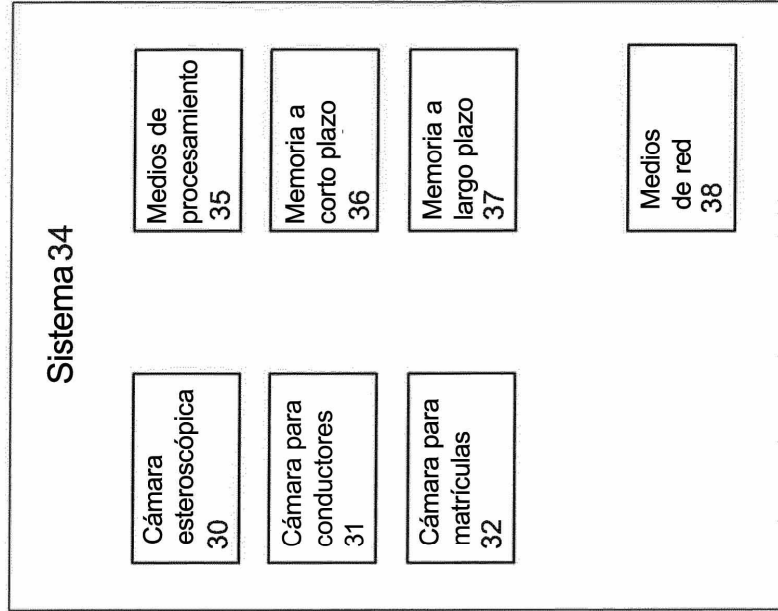 Sistema 34
Cámara
esteroscópica
30
Cámara para
conductores
31
Cámara para
matrículas
32
Medios de
procesamiento
35
Memoria a
corto plazo
36
Memoria a
largo plazo
37
Medios
de red
38